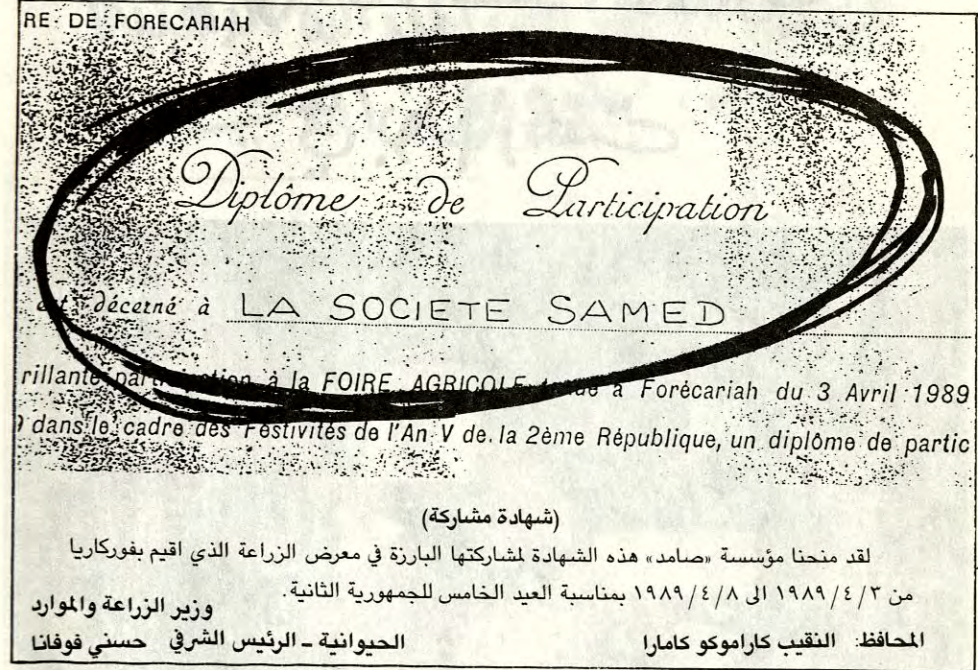 RE DE FORECARIAH
Diplôme de Participation
est décerné à LA SOCIETE SAMED
rillante participation à la FOIRE AGRICOLE tenue à Forécariah du 3 Avril 1989
9 dans le cadre des Festivités de l'An V de la 2ème République, un diplôme de partic
(شهادة مشاركة)
لقد منحنا مؤسسة «صامد» هذه الشهادة لمشاركتها البارزة في معرض الزراعة الذي اقيم بفوركاريا
من ٣ / ٤ / ١٩٨٩ الى ٨ / ٤ / ١٩٨٩ بمناسبة العيد الخامس للجمهورية الثانية.
وزير الزراعة والموارد
المحافظ: النقيب كاراموكو كامارا الحيوانية ـ الرئيس الشرفي حسني فوفانا